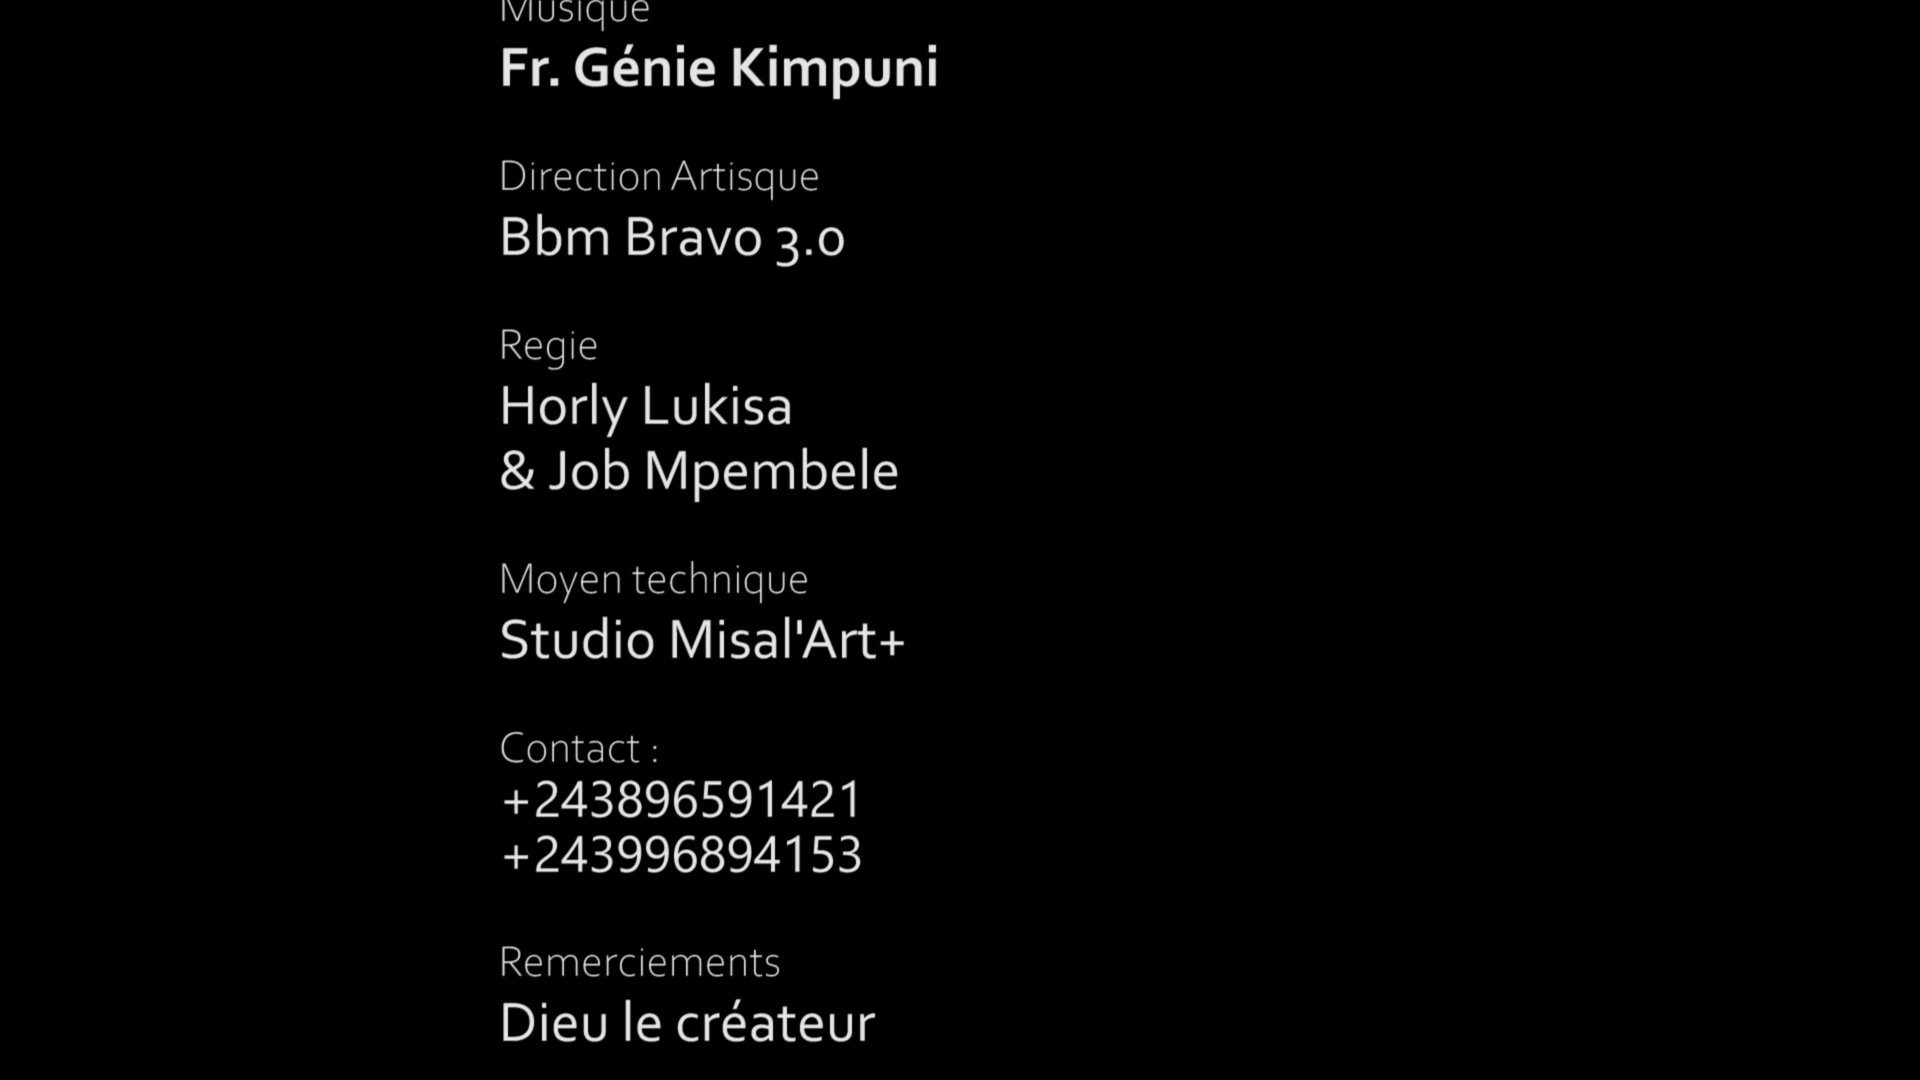 Musique
Fr. Génie Kimpuni
Direction Artisque
Bbm Bravo 3.0
Regie
Horly Lukisa
& Job Mpembele
Moyen technique
Studio Misal'Art+
Contact :
+243896591421
+243996894153
Remerciements
Dieu le créateur